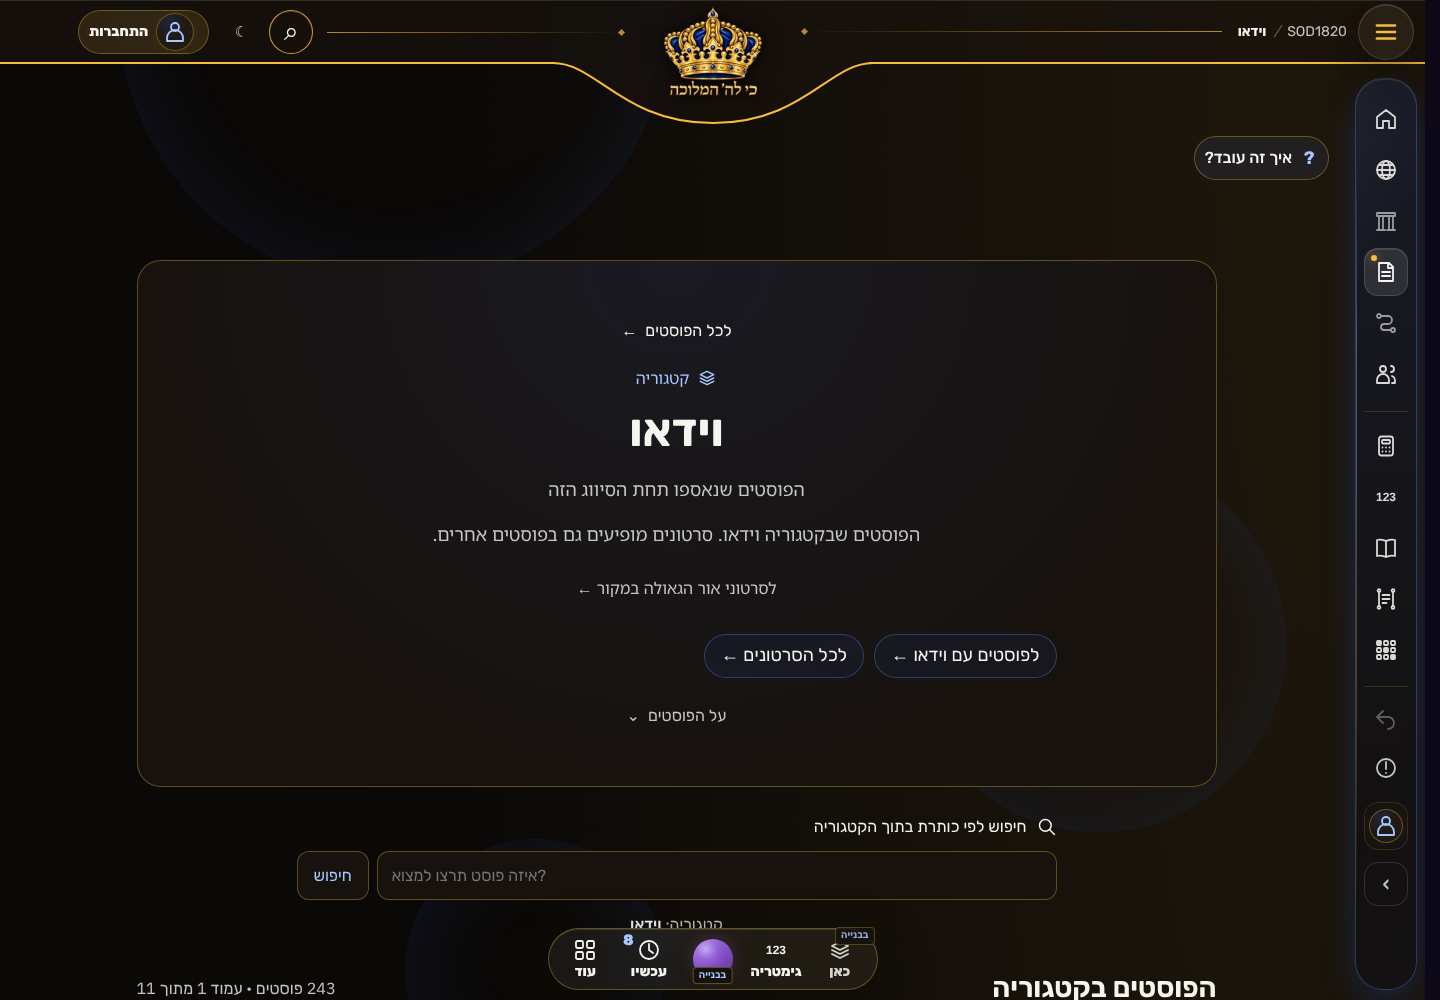 SOD1820 / וידאו
כי לה' המלוכה
התחברות
? איך זה עובד?
לכל הפוסטים ←
קטגוריה
וידאו
הפוסטים שנאספו תחת הסיווג הזה
הפוסטים שבקטגוריה וידאו. סרטונים מופיעים גם בפוסטים אחרים.
לסרטוני אור הגאולה במקור ←
לפוסטים עם וידאו ←
לכל הסרטונים ←
על הפוסטים ⌄
חיפוש לפי כותרת בתוך הקטגוריה
איזה פוסט תרצו למצוא?
חיפוש
קטגוריה: וידאו
הפוסטים בקטגוריה
243 פוסטים • עמוד 1 מתוך 11
123
בבנייה
כאן
123
גימטריה
בבנייה
8
עכשיו
עוד